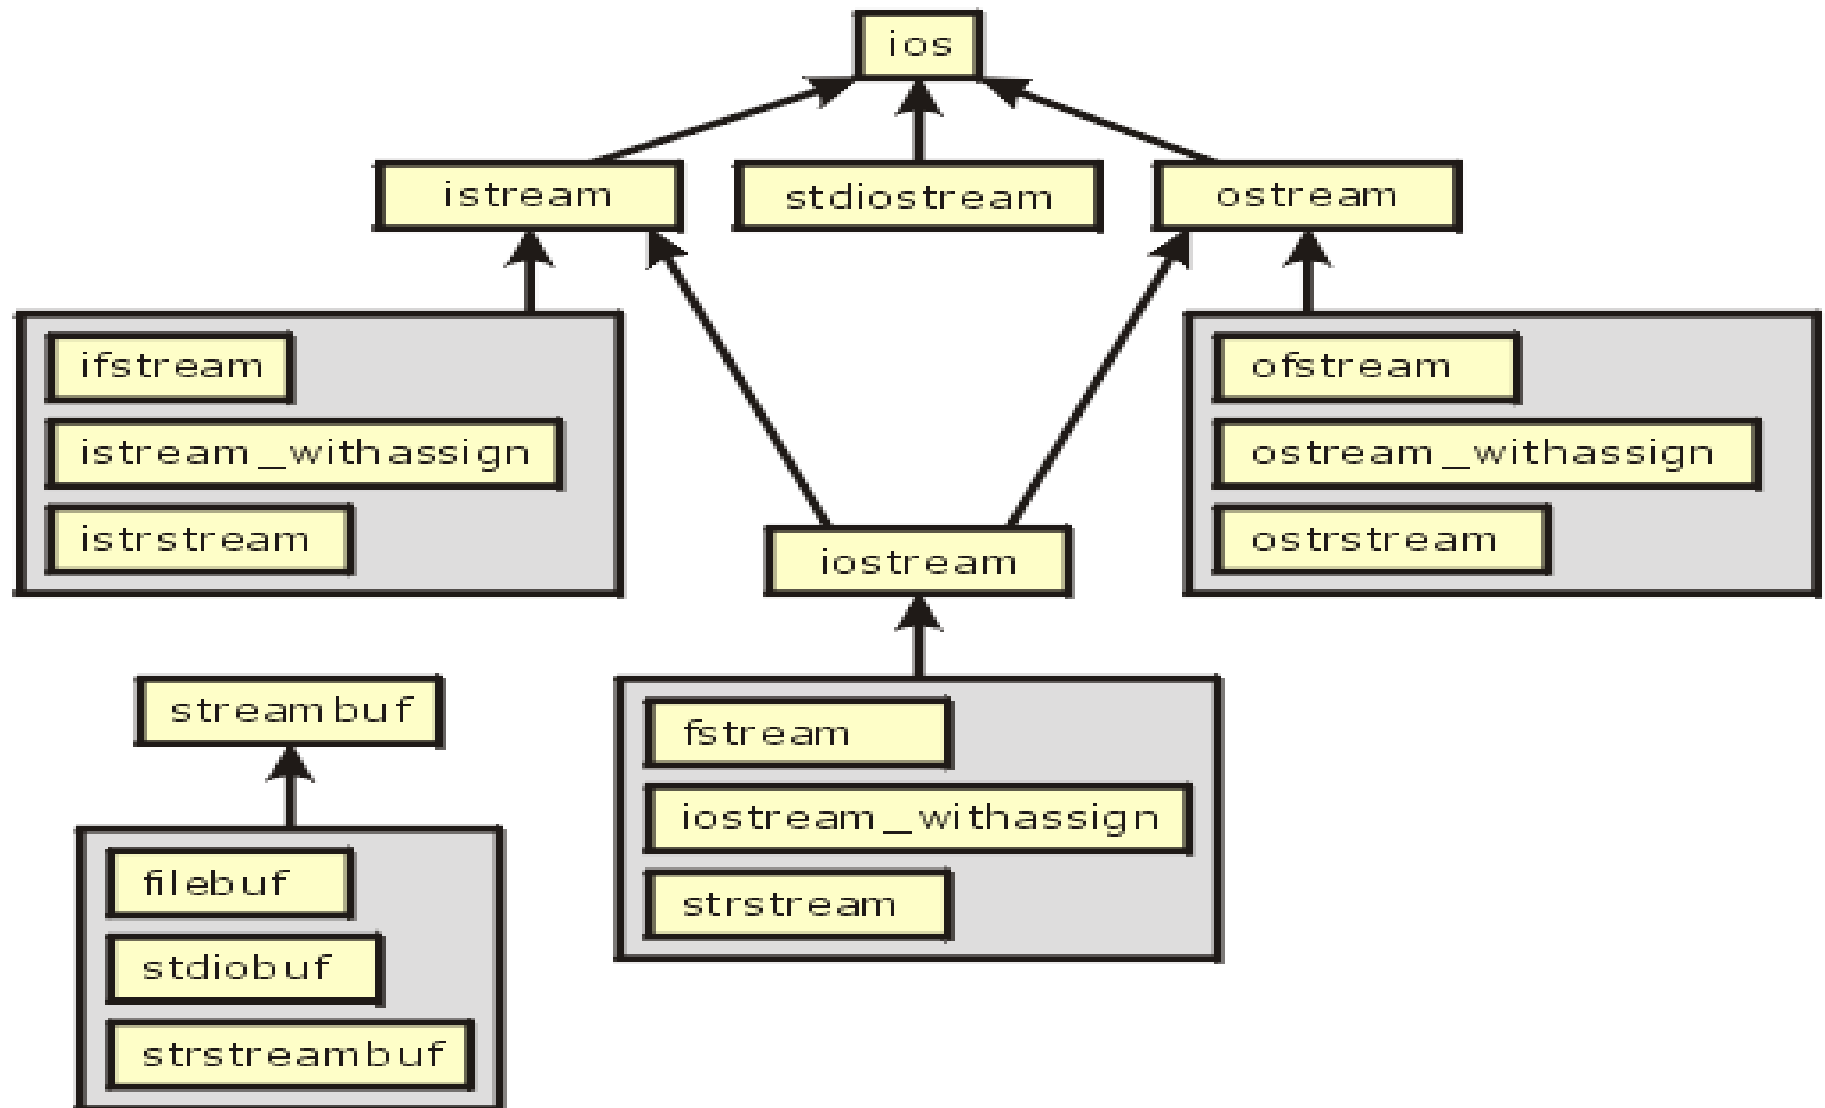 ios
istream
stdiostream
ostream
ifstream
istream_withassign
istrstream
ofstream
ostream_withassign
ostrstream
iostream
streambuf
fstream
iostream_withassign
strstream
filebuf
stdiobuf
strstreambuf